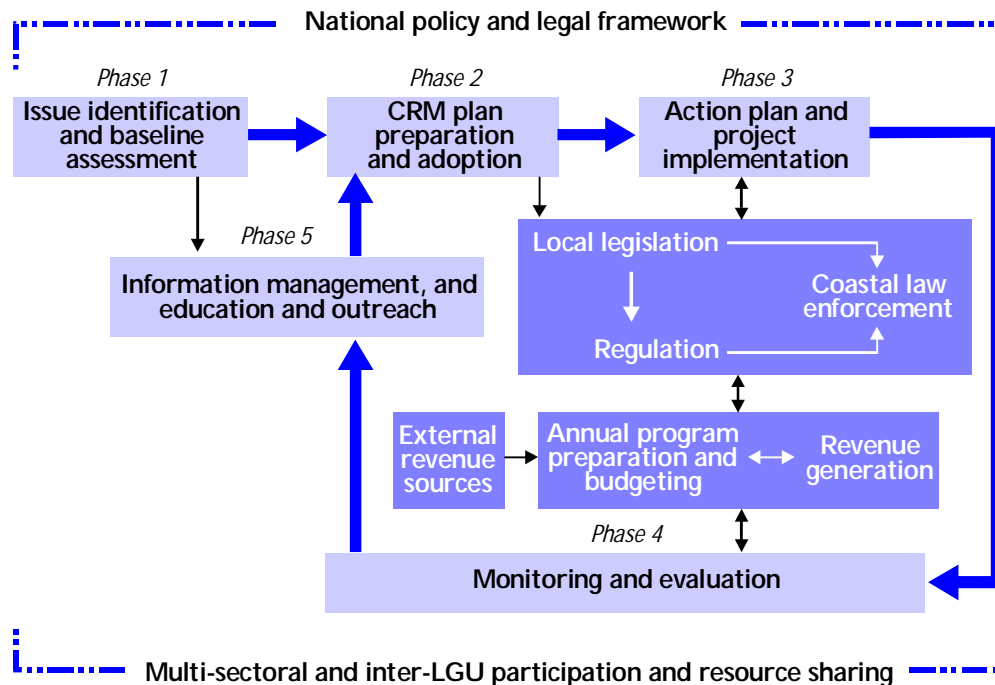 National policy and legal framework
Phase 1
Issue identification
and baseline
assessment
Phase 2
CRM plan
preparation
and adoption
Phase 3
Action plan and
project
implementation
Phase 5
Information management, and
education and outreach
Local legislation
Coastal law
enforcement
Regulation
External
revenue
sources
Annual program
preparation and
budgeting
Revenue
generation
Phase 4
Monitoring and evaluation
Multi-sectoral and inter-LGU participation and resource sharing